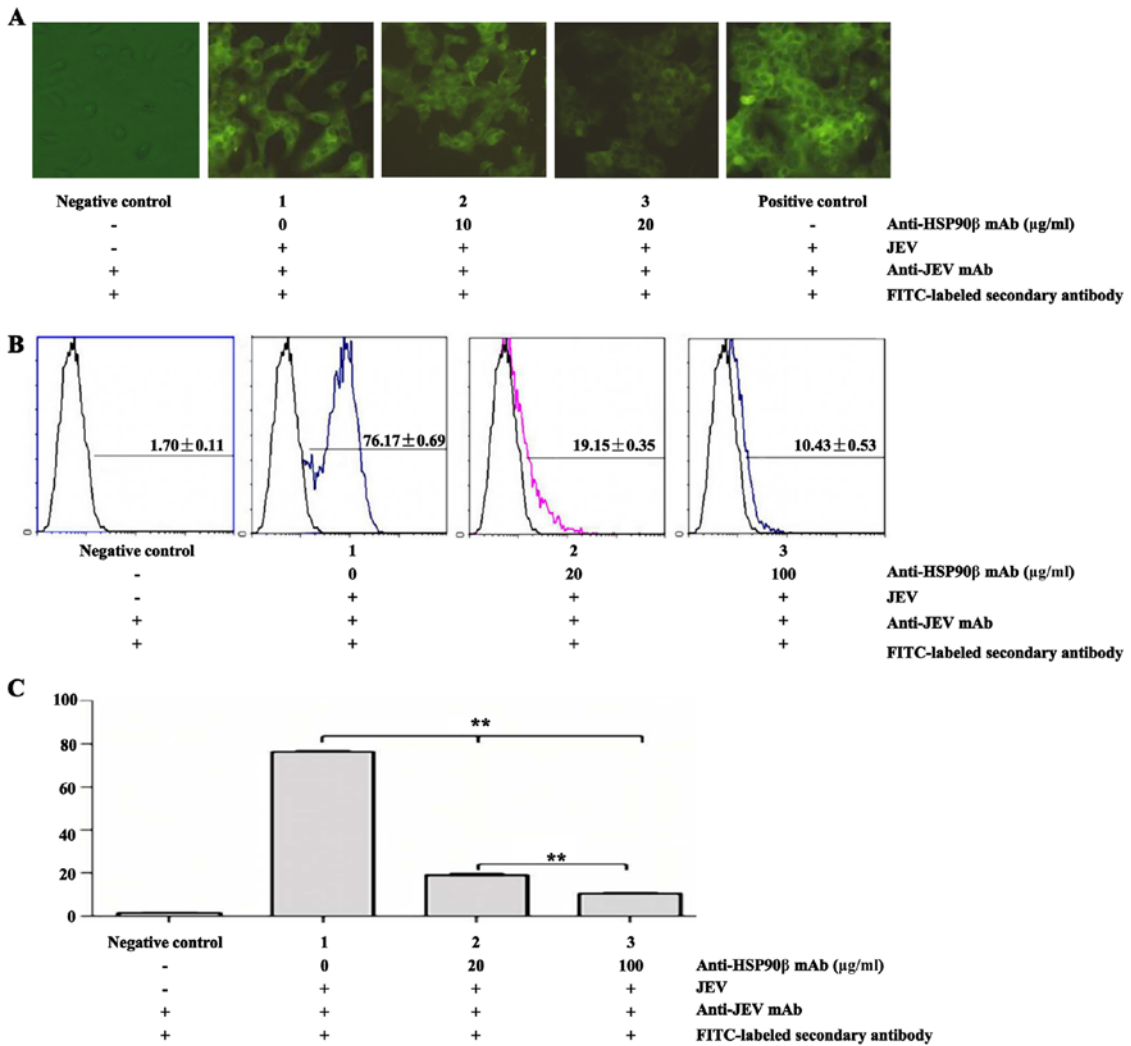 A
Negative control 1 2 3 Positive control
- 0 10 20 - Anti-HSP90β mAb (μg/ml)
- + + + + JEV
+ + + + + Anti-JEV mAb
+ + + + + FITC-labeled secondary antibody
B
1.70±0.11 76.17±0.69 19.15±0.35 10.43±0.53
0 0 0 0
Negative control 1 2 3
- 0 20 100 Anti-HSP90β mAb (μg/ml)
- + + + JEV
+ + + + Anti-JEV mAb
+ + + + FITC-labeled secondary antibody
C
100
**
80
60
40
**
20
0
Negative control 1 2 3
- 0 20 100 Anti-HSP90β mAb (μg/ml)
- + + + JEV
+ + + + Anti-JEV mAb
+ + + + FITC-labeled secondary antibody